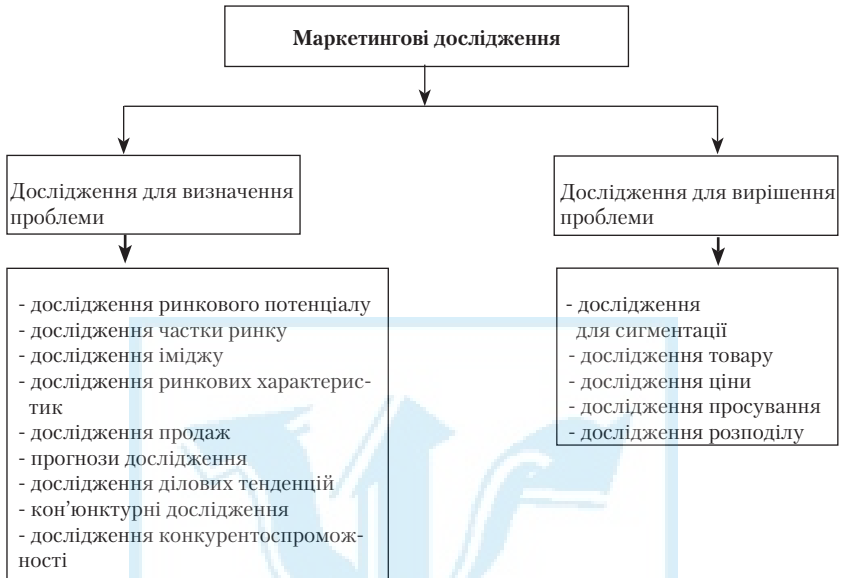 Маркетингові дослідження
Дослідження для визначення
проблеми
- дослідження ринкового потенціалу
- дослідження частки ринку
- дослідження іміджу
- дослідження ринкових характерис-
тик
- дослідження продаж
- прогнози дослідження
- дослідження ділових тенденцій
- кон’юнктурні дослідження
- дослідження конкурентоспромож-
ності
Дослідження для вирішення
проблеми
- дослідження
для сигментації
- дослідження товару
- дослідження ціни
- дослідження просування
- дослідження розподілу